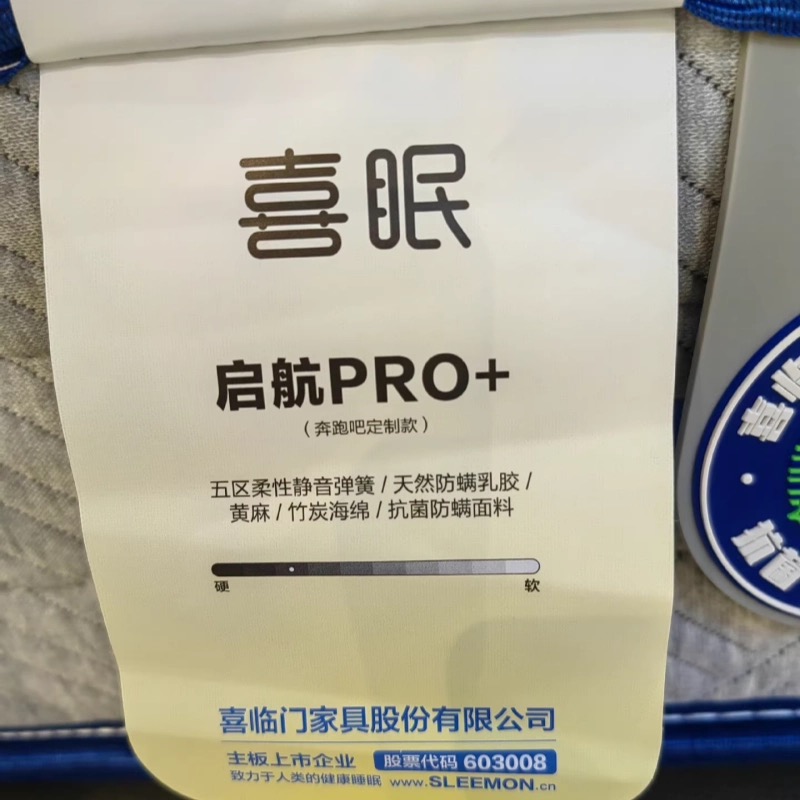 喜眠
启航PRO+
（奔跑吧定制款）
五区柔性静音弹簧 / 天然防螨乳胶 /
黄麻 / 竹炭海绵 / 抗菌防螨面料
硬 软
喜临门家具股份有限公司
主板上市企业 股票代码 603008
致力于人类的健康睡眠 www.SLEEMON.cn
喜临
抗菌